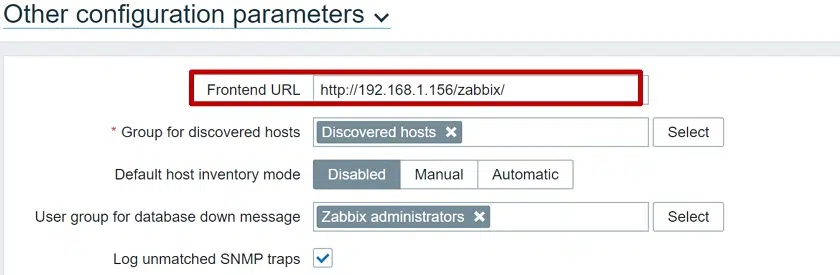 Other configuration parameters
Frontend URL http://192.168.1.156/zabbix/
* Group for discovered hosts Discovered hosts Select
Default host inventory mode Disabled Manual Automatic
User group for database down message Zabbix administrators Select
Log unmatched SNMP traps